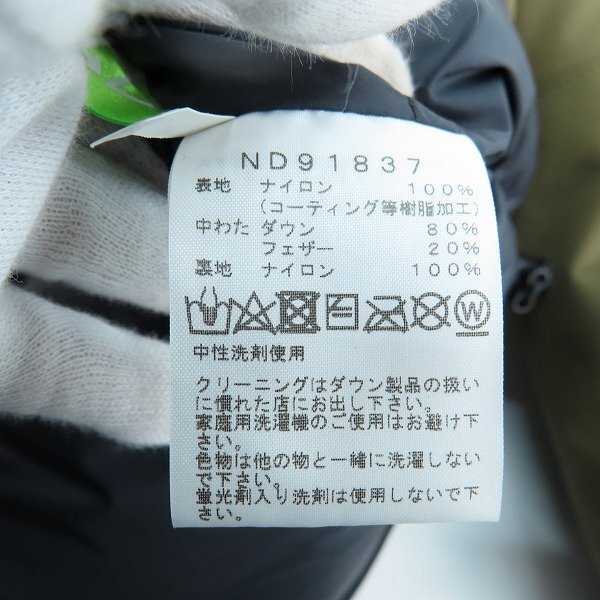 ND91837
表地 ナイロン 100%
(コーティング等樹脂加工)
中わた ダウン 80%
フェザー 20%
裏地 ナイロン 100%
W
中性洗剤使用
クリーニングはダウン製品の扱い
に慣れた店にお出し下さい。
家庭用洗濯機のご使用はお避け下
さい。
色物は他の物と一緒に洗濯しない
で下さい。
蛍光剤入り洗剤は使用しないで下
さい。